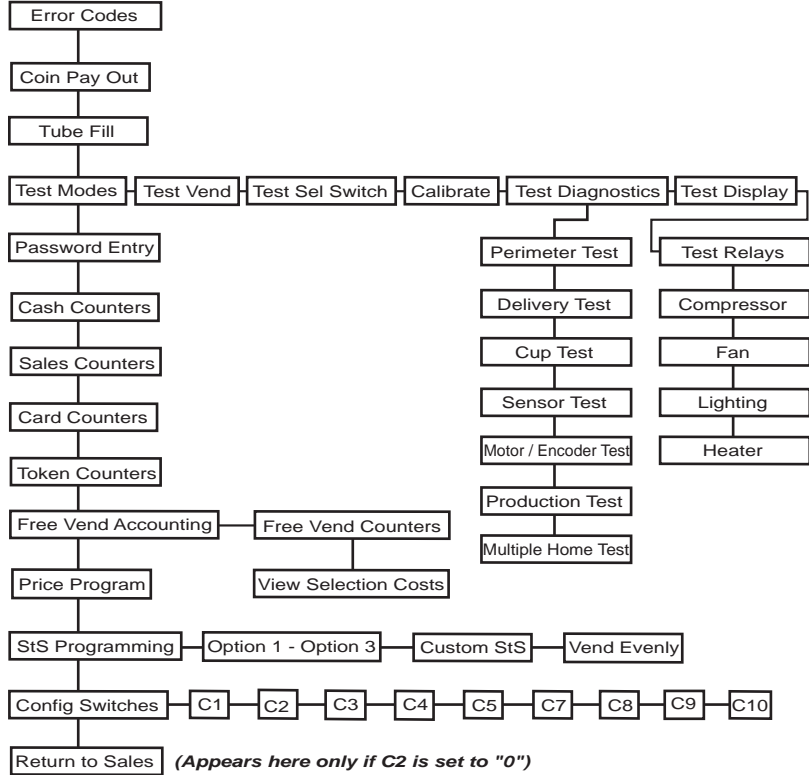 Error Codes
Coin Pay Out
Tube Fill
Test Modes
Test Vend
Test Sel Switch
Calibrate
Test Diagnostics
Test Display
Password Entry
Perimeter Test
Test Relays
Cash Counters
Delivery Test
Compressor
Sales Counters
Cup Test
Fan
Card Counters
Sensor Test
Lighting
Token Counters
Motor / Encoder Test
Heater
Free Vend Accounting
Free Vend Counters
Production Test
Multiple Home Test
Price Program
View Selection Costs
StS Programming
Option 1 - Option 3
Custom StS
Vend Evenly
Config Switches
C1
C2
C3
C4
C5
C7
C8
C9
C10
Return to Sales
(Appears here only if C2 is set to "0")